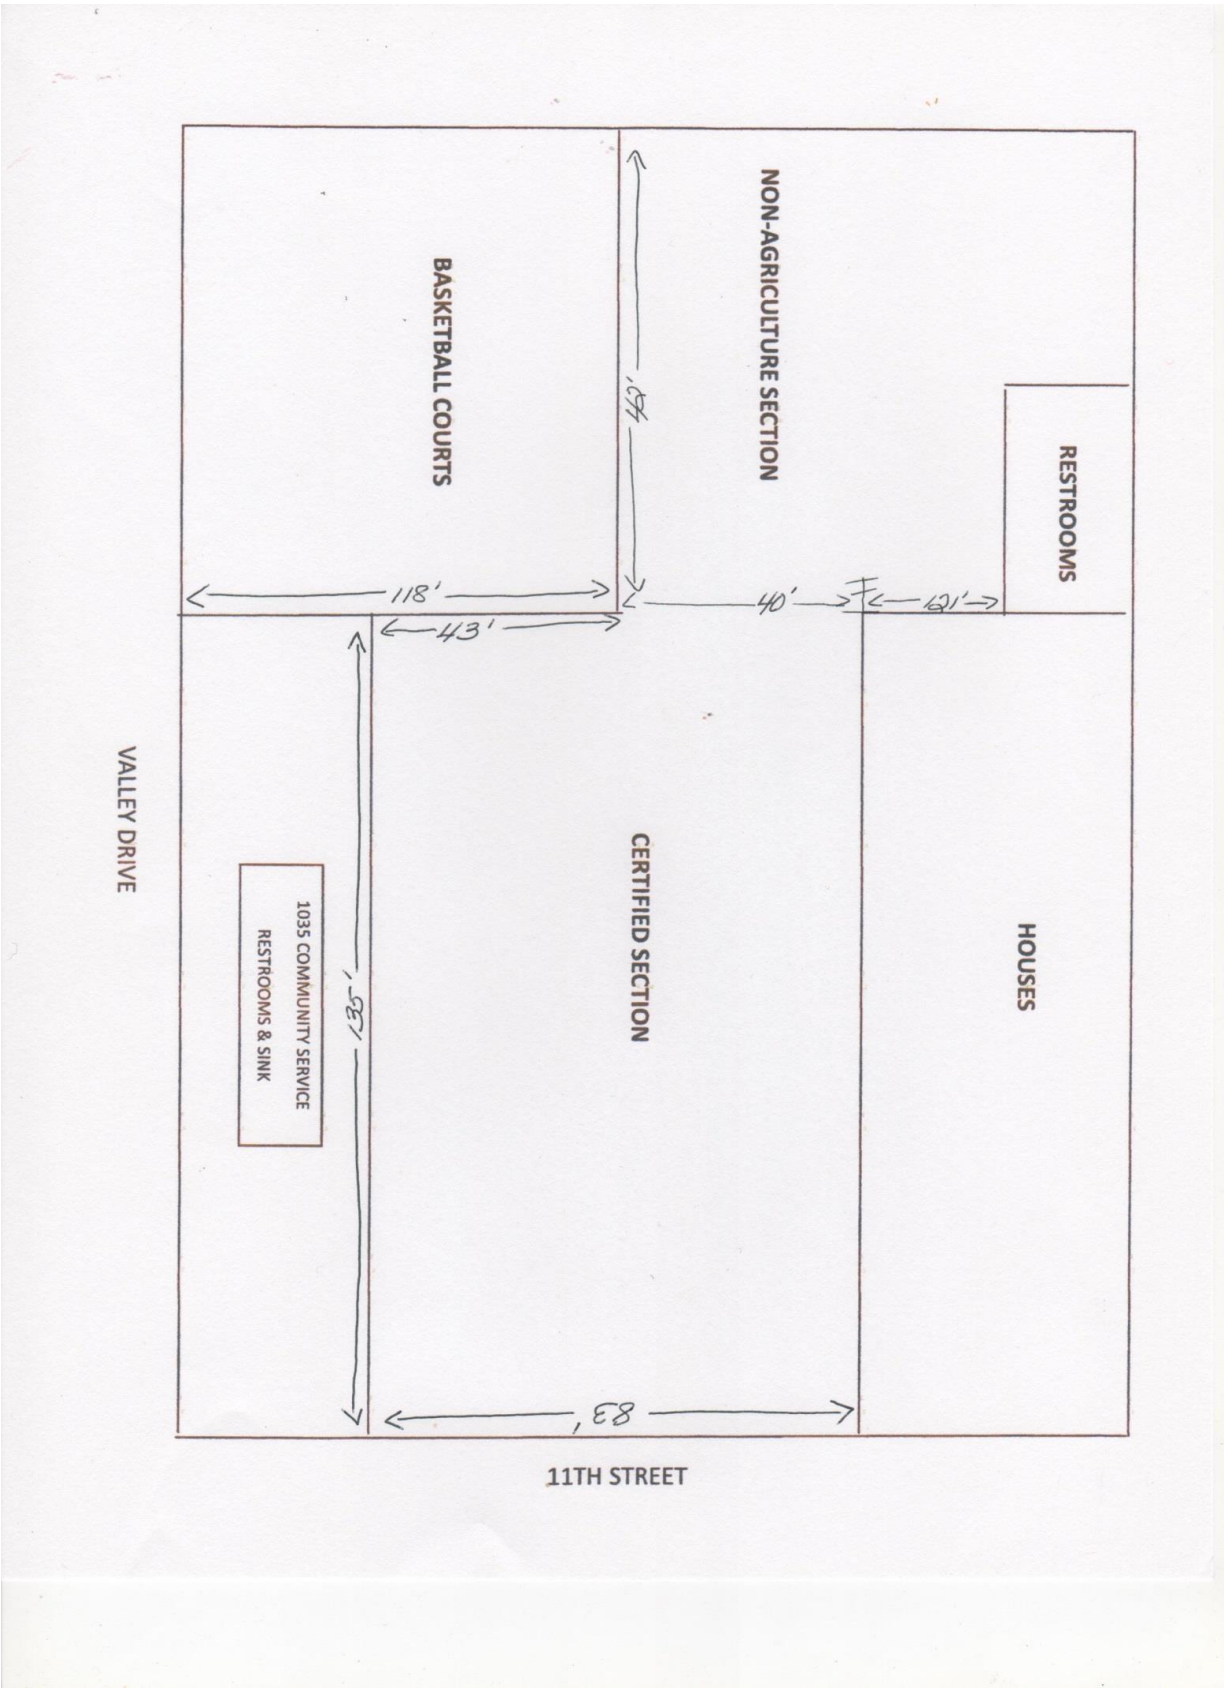 NON-AGRICULTURE SECTION
BASKETBALL COURTS
RESTROOMS
118'
43'
40'
121'
HOUSES
CERTIFIED SECTION
135'
83'
1035 COMMUNITY SERVICE
RESTROOMS & SINK
VALLEY DRIVE
11TH STREET